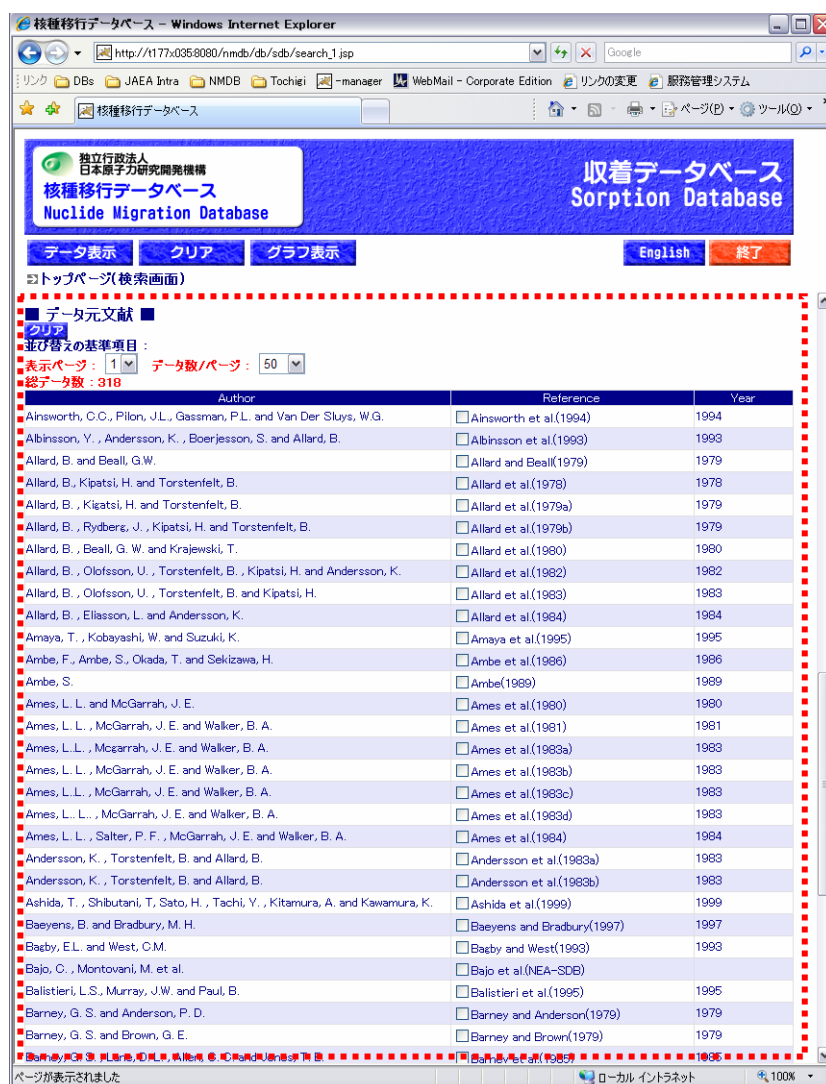 核種移行データベース - Windows Internet Explorer
http://t177x035:8080/nmdb/db/sdb/search_1.jsp
Google
リンク DBs JAEA Intra NMDB Tochigi -manager WebMail - Corporate Edition リンクの変更 服務管理システム
核種移行データベース
ページ(P) ツール(O)
独立行政法人
日本原子力研究開発機構
核種移行データベース
Nuclide Migration Database
収着データベース
Sorption Database
データ表示 クリア グラフ表示 English 終了
トップページ(検索画面)
■ データ元文献 ■
クリア
並び替えの基準項目 :
表示ページ : 1 データ数/ページ : 50
総データ数 : 318
Author Reference Year
Ainsworth, C.C., Pilon, J.L., Gassman, P.L. and Van Der Sluys, W.G. Ainsworth et al.(1994) 1994
Albinsson, Y. , Andersson, K. , Boerjesson, S. and Allard, B. Albinsson et al.(1993) 1993
Allard, B. and Beall, G.W. Allard and Beall(1979) 1979
Allard, B., Kipatsi, H. and Torstenfelt, B. Allard et al.(1978) 1978
Allard, B. , Kigatsi, H. and Torstenfelt, B. Allard et al.(1979a) 1979
Allard, B. , Rydberg, J. , Kipatsi, H. and Torstenfelt, B. Allard et al.(1979b) 1979
Allard, B. , Beall, G. W. and Krajewski, T. Allard et al.(1980) 1980
Allard, B. , Olofsson, U. , Torstenfelt, B. , Kipatsi, H. and Andersson, K. Allard et al.(1982) 1982
Allard, B. , Olofsson, U. , Torstenfelt, B. and Kipatsi, H. Allard et al.(1983) 1983
Allard, B. , Eliasson, L. and Andersson, K. Allard et al.(1984) 1984
Amaya, T. , Kobayashi, W. and Suzuki, K. Amaya et al.(1995) 1995
Ambe, F., Ambe, S., Okada, T. and Sekizawa, H. Ambe et al.(1986) 1986
Ambe, S. Ambe(1989) 1989
Ames, L. L. and McGarrah, J. E. Ames et al.(1980) 1980
Ames, L. L. , McGarrah, J. E. and Walker, B. A. Ames et al.(1981) 1981
Ames, L..L. , Mcgarrah, J. E. and Walker, B. A. Ames et al.(1983a) 1983
Ames, L. L. , McGarrah, J. E. and Walker, B. A. Ames et al.(1983b) 1983
Ames, L..L. , McGarrah, J. E. and Walker, B. A. Ames et al.(1983c) 1983
Ames, L.. L.. , McGarrah, J. E. and Walker, B. A. Ames et al.(1983d) 1983
Ames, L. L. , Salter, P. F. , McGarrah, J. E. and Walker, B. A. Ames et al.(1984) 1984
Andersson, K. , Torstenfelt, B. and Allard, B. Andersson et al.(1983a) 1983
Andersson, K. , Torstenfelt, B. and Allard, B. Andersson et al.(1983b) 1983
Ashida, T. , Shibutani, T, Sato, H. , Tachi, Y. , Kitamura, A. and Kawamura, K. Ashida et al.(1999) 1999
Baeyens, B. and Bradbury, M. H. Baeyens and Bradbury(1997) 1997
Bagby, E.L. and West, C.M. Bagby and West(1993) 1993
Bajo, C. , Montovani, M. et al. Bajo et al.(NEA-SDB)
Balistieri, L.S., Murray, J.W. and Paul, B. Balistieri et al.(1995) 1995
Barney, G. S. and Anderson, P. D. Barney and Anderson(1979) 1979
Barney, G. S. and Brown, G. E. Barney and Brown(1979) 1979
Barney, G. S. , Lane, D. L. , Allen, C. C. and Jones, T. E. Barney et al.(1985) 1985
ページが表示されました ローカル イントラネット 100%